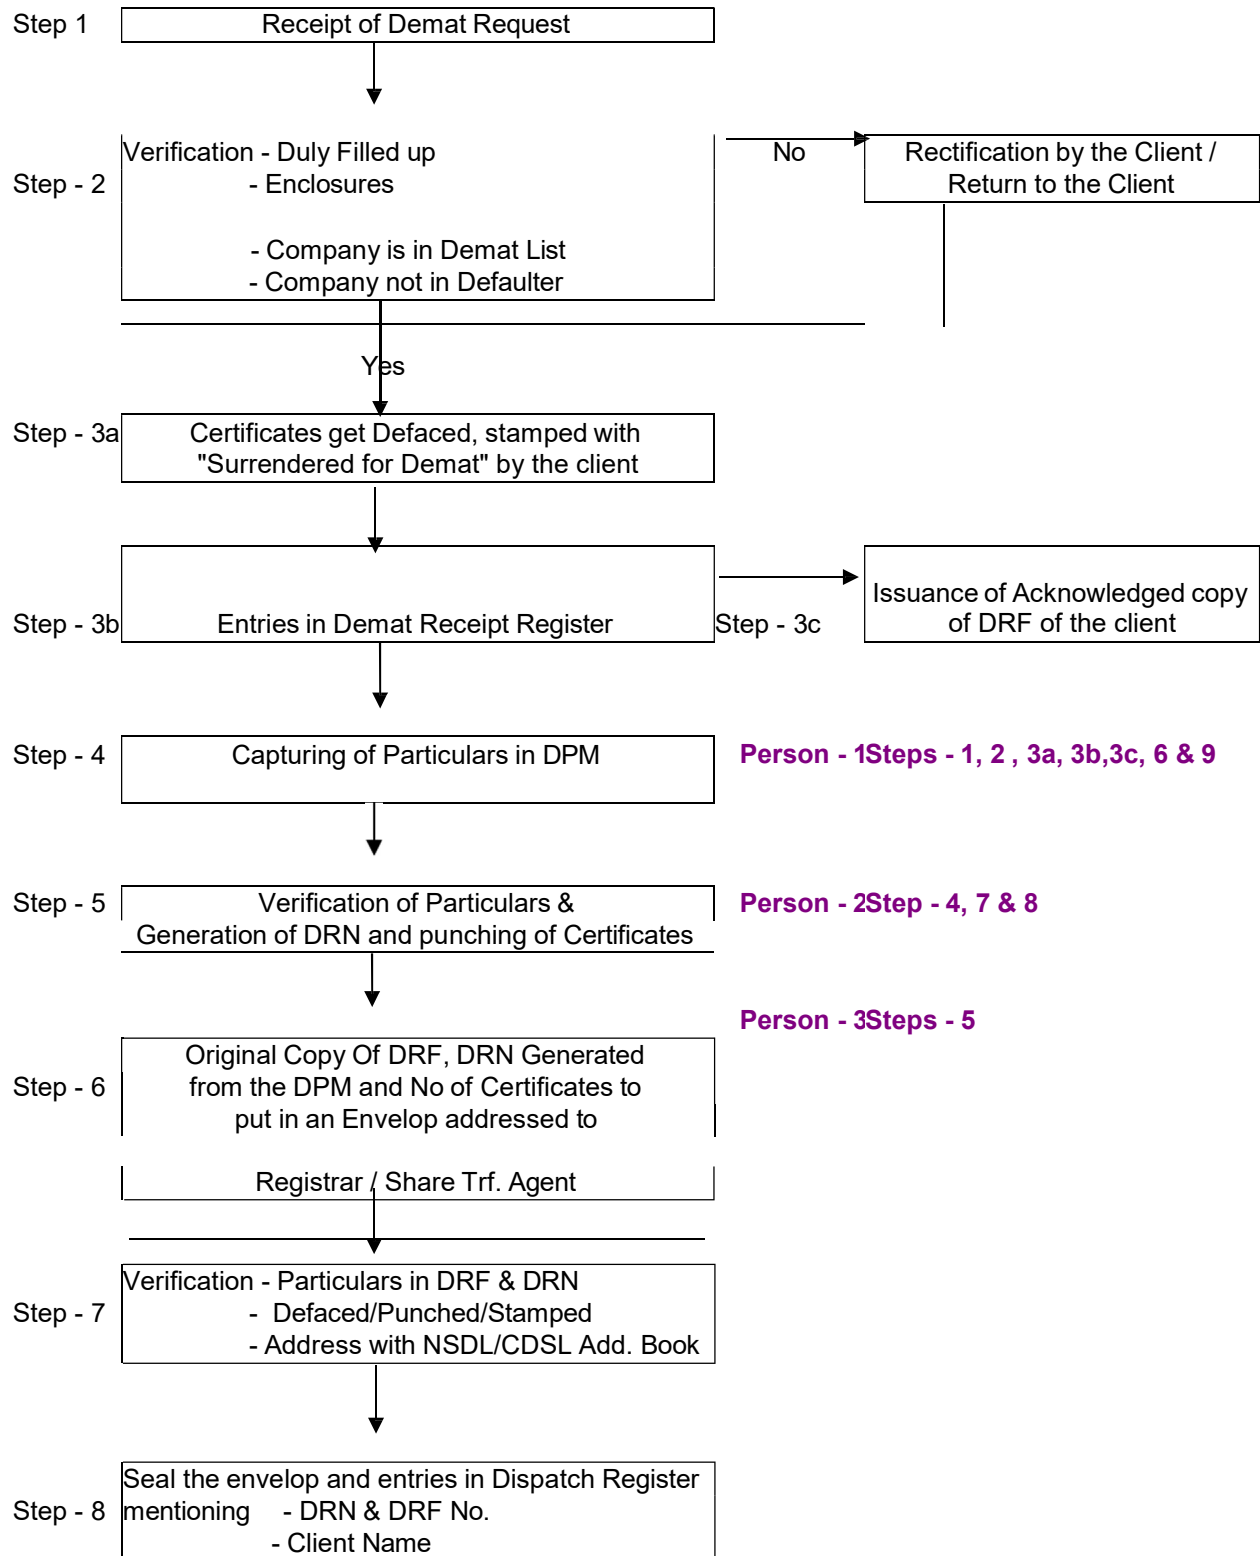 Step 1 Receipt of Demat Request
Verification - Duly Filled up No Rectification by the Client /
Step - 2 - Enclosures Return to the Client
- Company is in Demat List
- Company not in Defaulter
Yes
Step - 3a Certificates get Defaced, stamped with
"Surrendered for Demat" by the client
Issuance of Acknowledged copy
Step - 3b Entries in Demat Receipt Register Step - 3c of DRF of the client
Step - 4 Capturing of Particulars in DPM Person - 1Steps - 1, 2 , 3a, 3b,3c, 6 & 9
Step - 5 Verification of Particulars & Person - 2Step - 4, 7 & 8
Generation of DRN and punching of Certificates
Person - 3Steps - 5
Original Copy Of DRF, DRN Generated
Step - 6 from the DPM and No of Certificates to
put in an Envelop addressed to
Registrar / Share Trf. Agent
Verification - Particulars in DRF & DRN
Step - 7 - Defaced/Punched/Stamped
- Address with NSDL/CDSL Add. Book
Seal the envelop and entries in Dispatch Register
Step - 8 mentioning - DRN & DRF No.
- Client Name